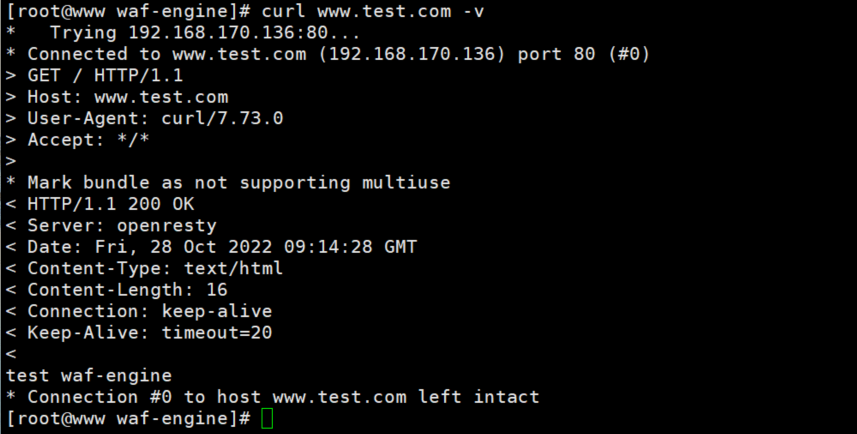 [root@www waf-engine]# curl www.test.com -v
*   Trying 192.168.170.136:80...
* Connected to www.test.com (192.168.170.136) port 80 (#0)
> GET / HTTP/1.1
> Host: www.test.com
> User-Agent: curl/7.73.0
> Accept: */*
>
* Mark bundle as not supporting multiuse
< HTTP/1.1 200 OK
< Server: openresty
< Date: Fri, 28 Oct 2022 09:14:28 GMT
< Content-Type: text/html
< Content-Length: 16
< Connection: keep-alive
< Keep-Alive: timeout=20
<
test waf-engine
* Connection #0 to host www.test.com left intact
[root@www waf-engine]#